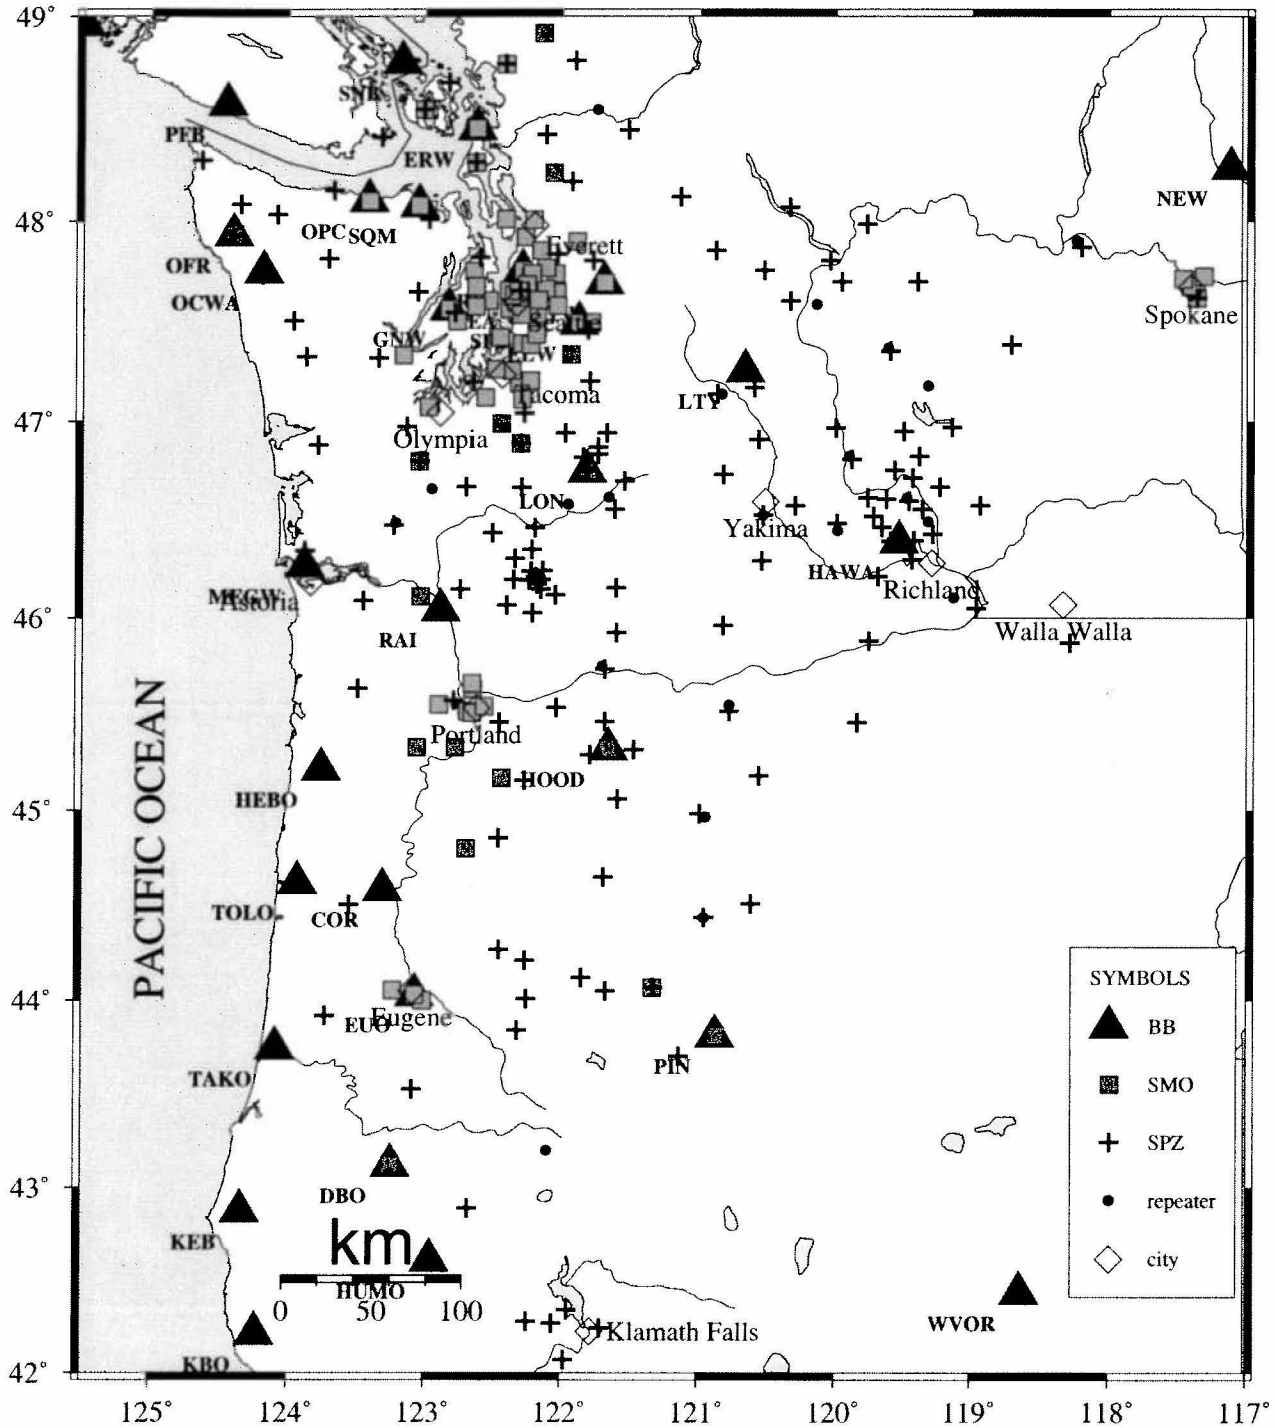 49°
SNB
PFB
ERW
NEW
48°
OPC SQM
Everett
OFR
OCWA
Spokane
GNW
Seattle
LTY
47°
Tacoma
Olympia
LON
Yakima
HAWA
Richland
MEGW
Astoria
46°
RAI
Walla Walla
PACIFIC OCEAN
Portland
HOOD
HEBO
45°
TOLO
COR
SYMBOLS
44°
EUO
Eugene
BB
PIN
TAKO
SMO
SPZ
43°
DBO
repeater
KEB
km
city
HUMO
0 50 100
WVOR
Klamath Falls
KBO
42°
125° 124° 123° 122° 121° 120° 119° 118° 117°